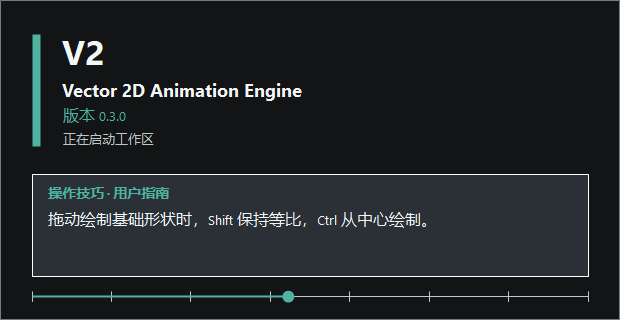 V2
Vector 2D Animation Engine
版本 0.3.0
正在启动工作区
操作技巧 · 用户指南
拖动绘制基础形状时，Shift 保持等比，Ctrl 从中心绘制。